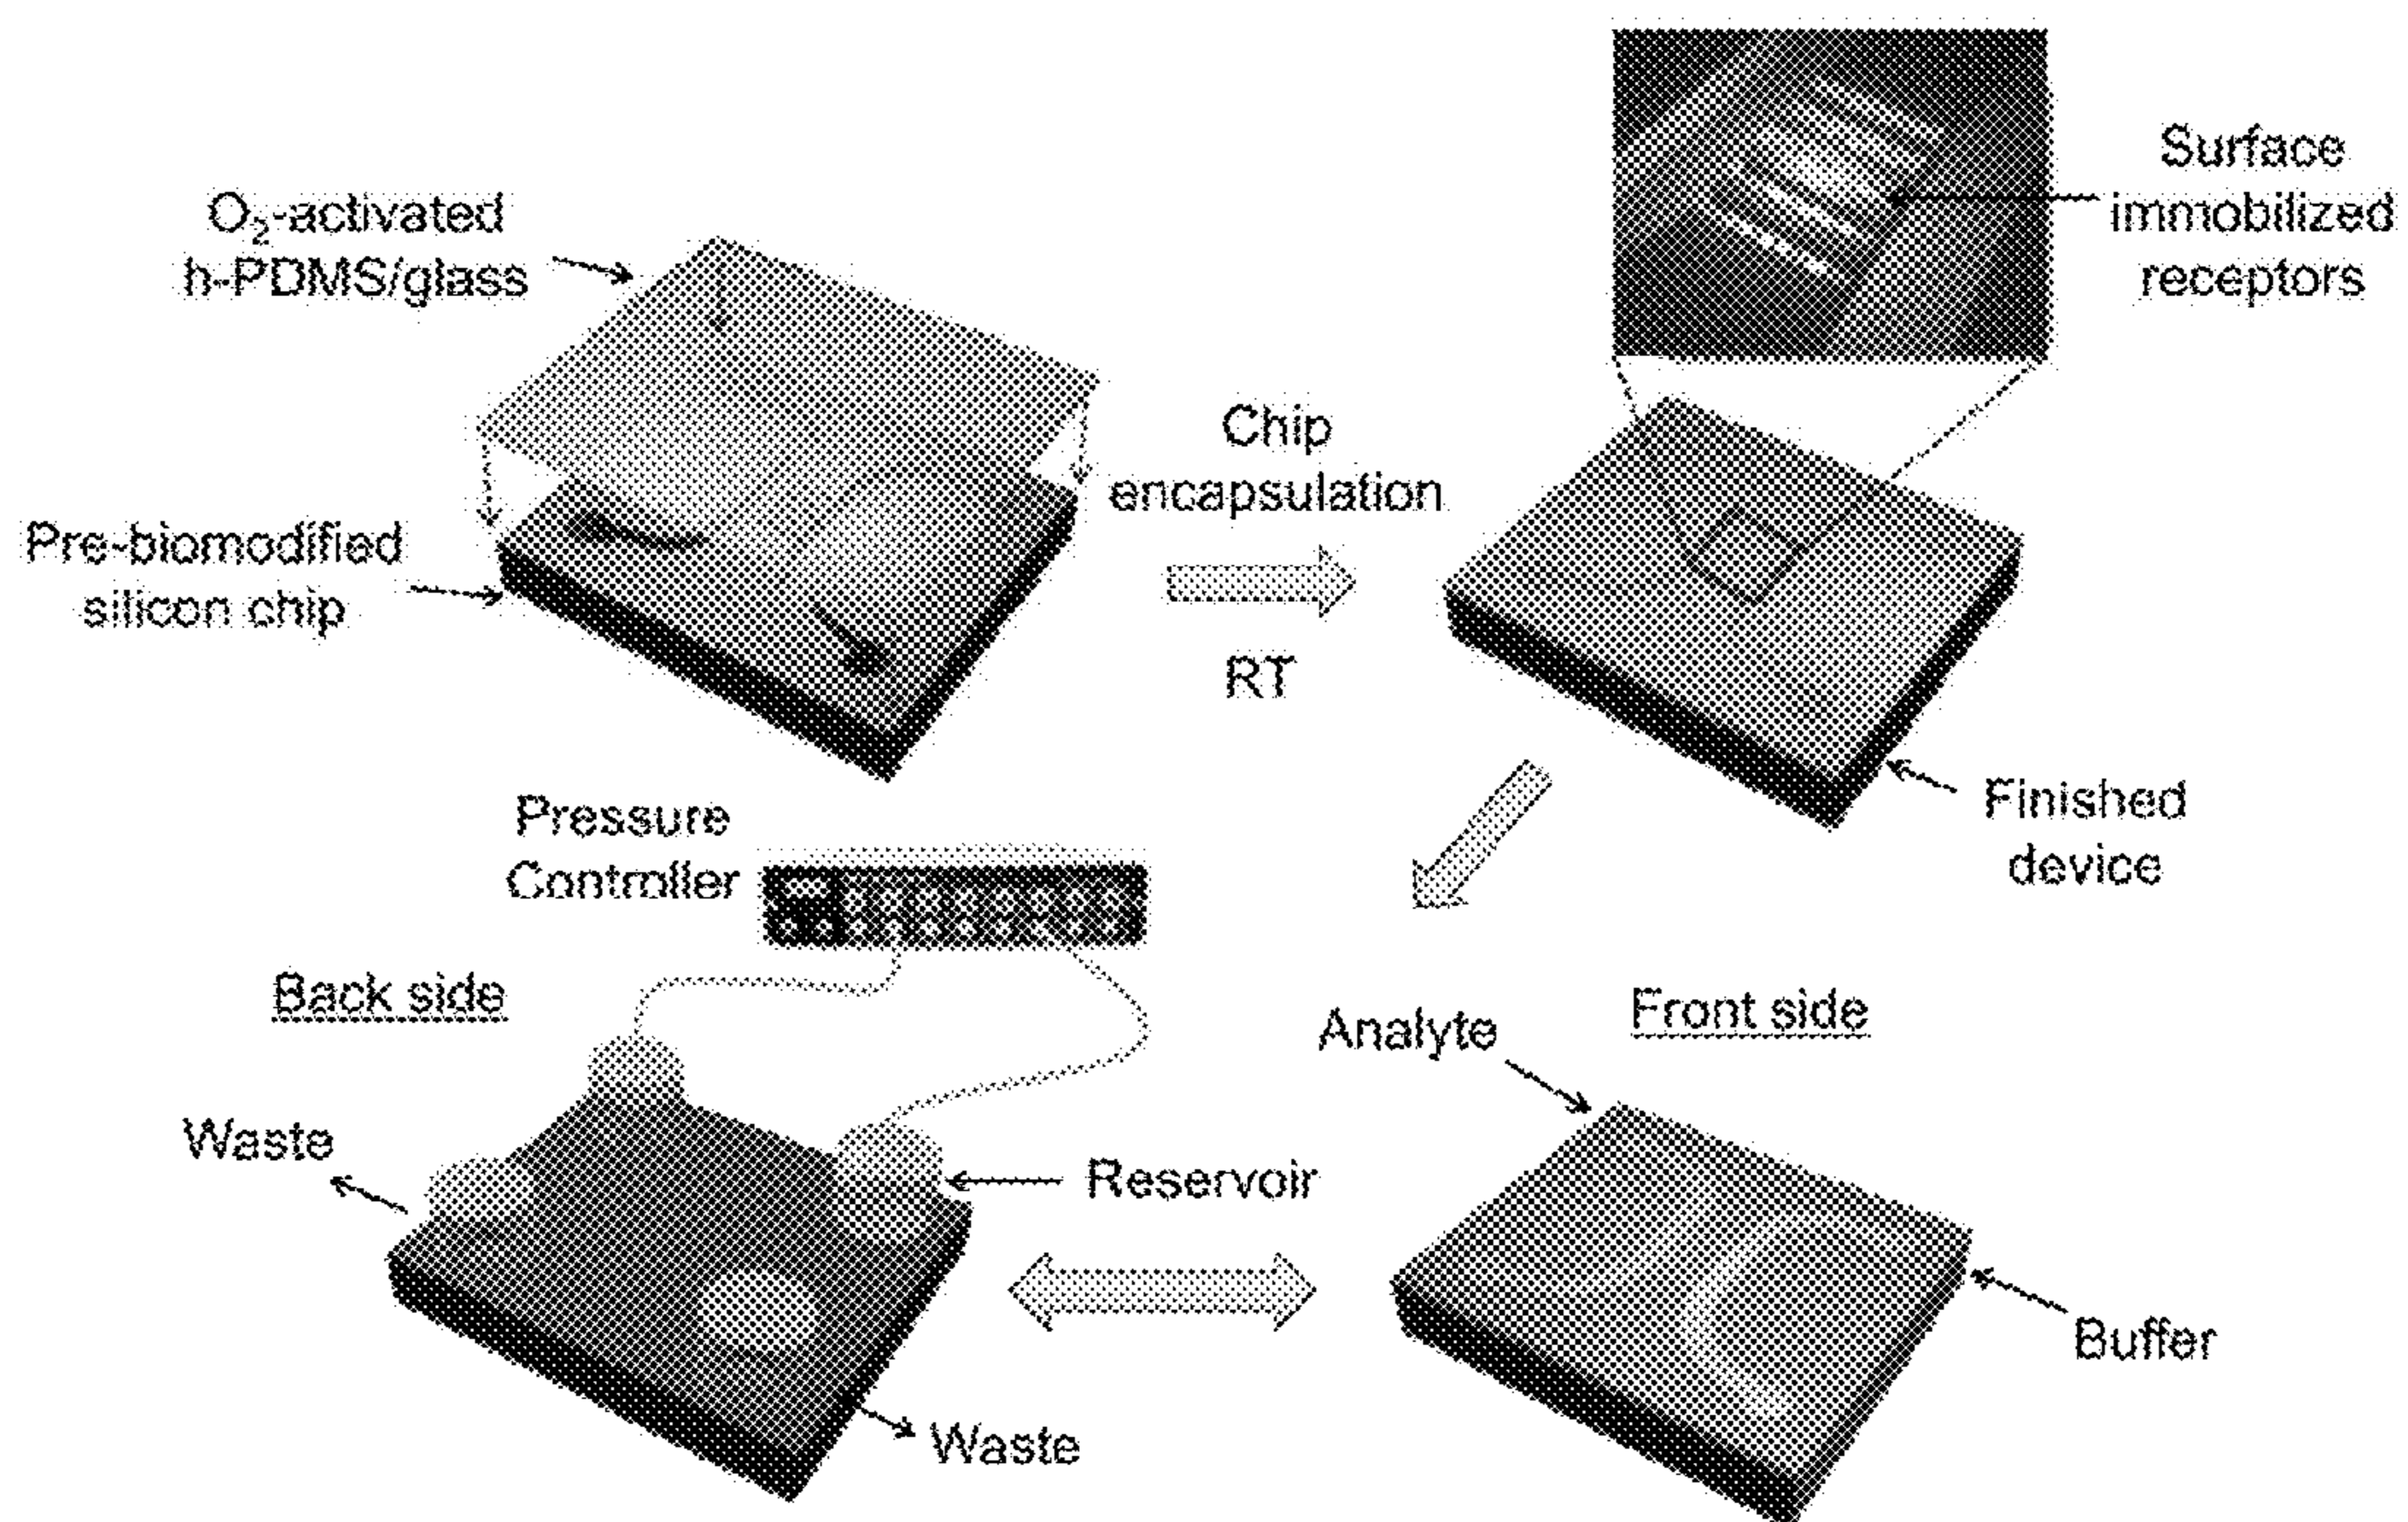 O₂-activated
h-PDMS/glass
Surface
immobilized
receptors
Chip
encapsulation
RT
Pre-biomodified
silicon chip
Finished
device
Pressure
Controller
Back side
Front side
Analyte
Waste
Reservoir
Buffer
Waste